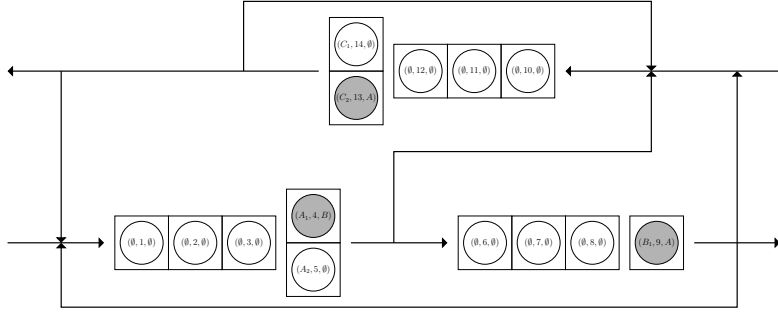 (C₁, 14, ∅)
(∅, 12, ∅) (∅, 11, ∅) (∅, 10, ∅)
(C₂, 13, A)
(A₁, 4, B)
(∅, 1, ∅) (∅, 2, ∅) (∅, 3, ∅) (∅, 6, ∅) (∅, 7, ∅) (∅, 8, ∅) (B₁, 9, A)
(A₂, 5, ∅)